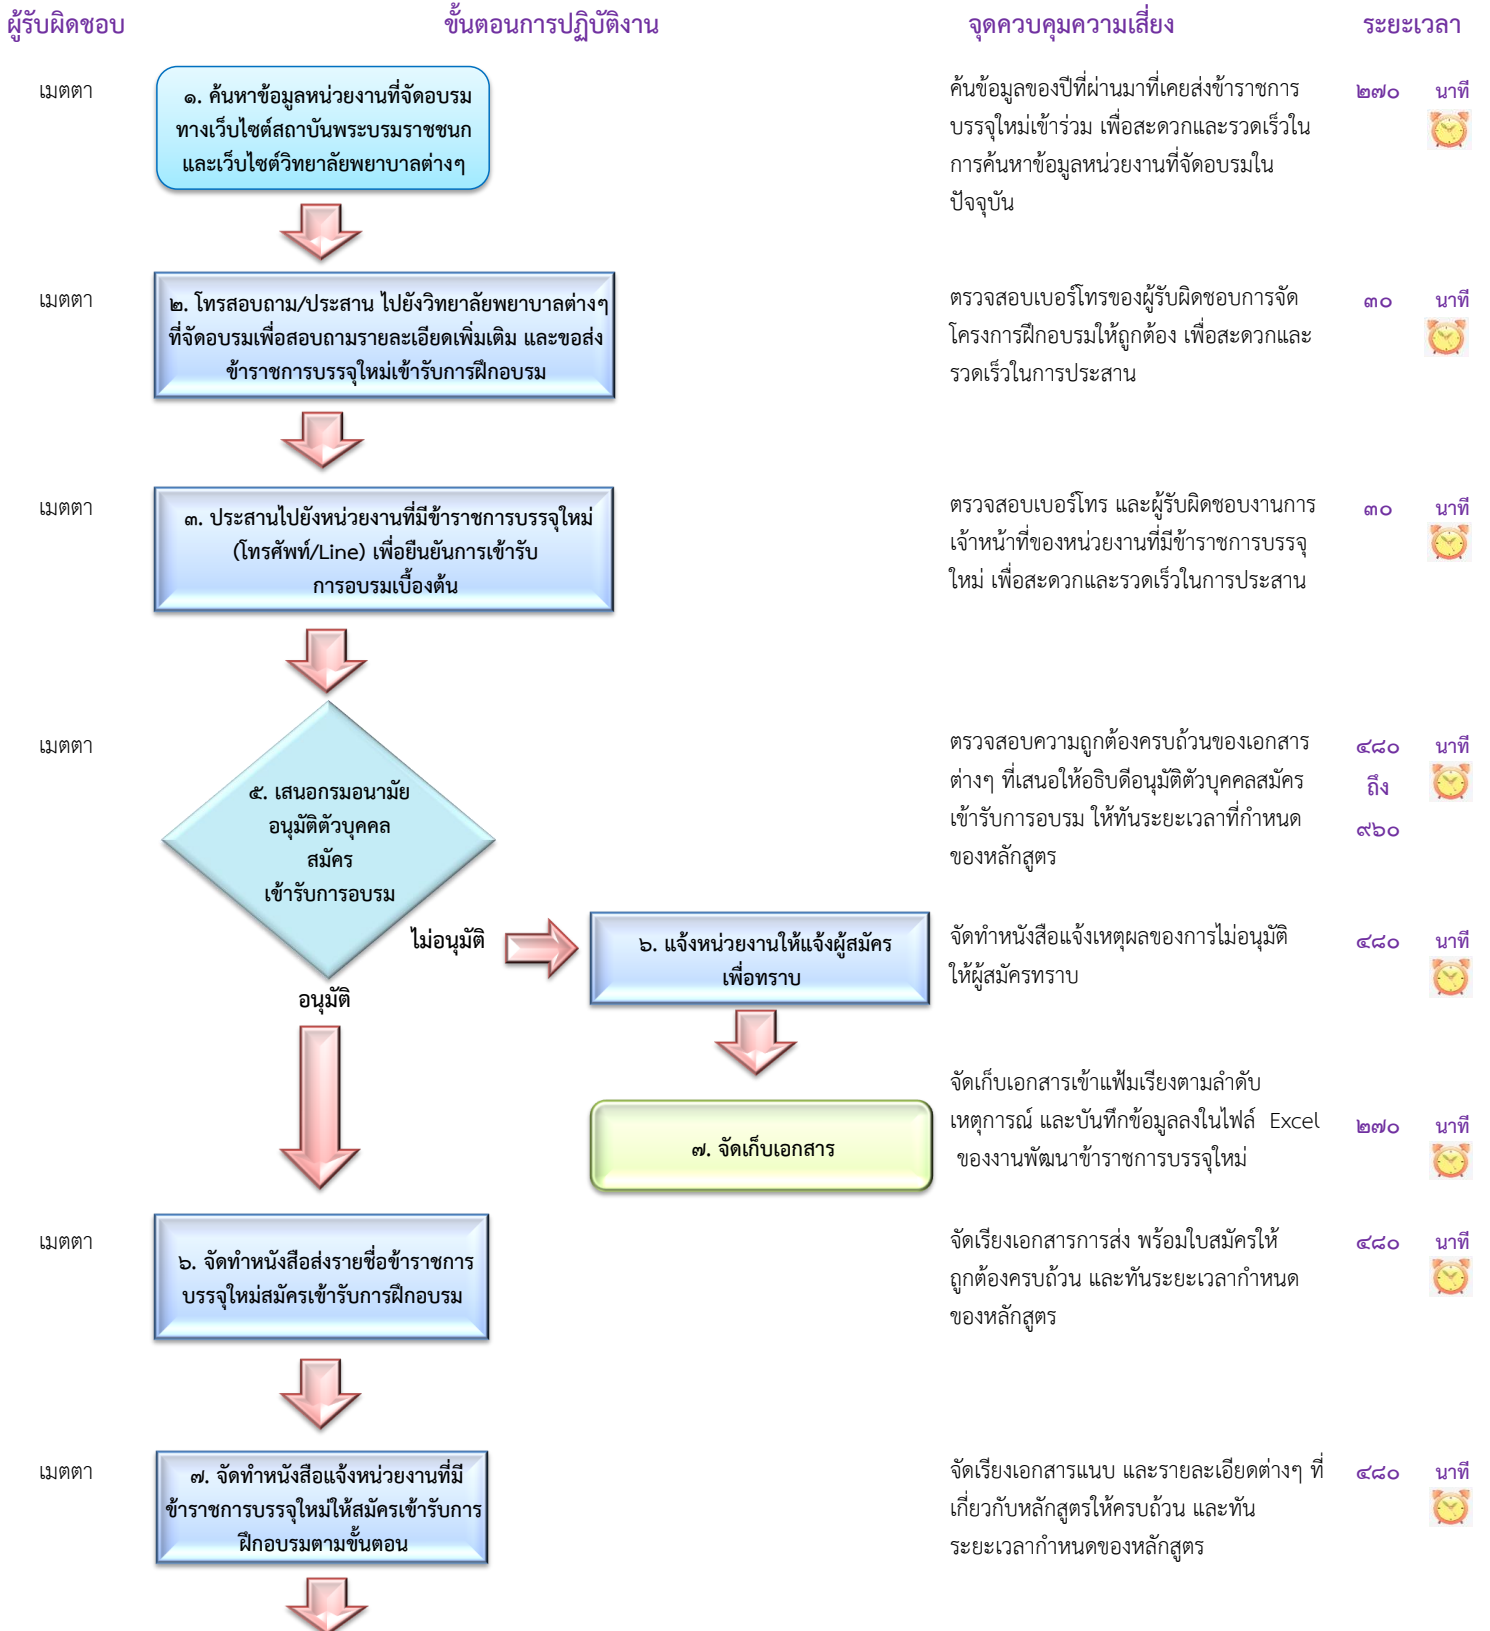 ผู้รับผิดชอบ ขั้นตอนการปฏิบัติงาน จุดควบคุมความเสี่ยง ระยะเวลา
เมตตา
๑. ค้นหาข้อมูลหน่วยงานที่จัดอบรม
ทางเว็บไซต์สถาบันพระบรมราชชนก
และเว็บไซต์วิทยาลัยพยาบาลต่างๆ
ค้นข้อมูลของปีที่ผ่านมาที่เคยส่งข้าราชการ
บรรจุใหม่เข้าร่วม เพื่อสะดวกและรวดเร็วใน
การค้นหาข้อมูลหน่วยงานที่จัดอบรมใน
ปัจจุบัน
๒๗๐ นาที
เมตตา
๒. โทรสอบถาม/ประสาน ไปยังวิทยาลัยพยาบาลต่างๆ
ที่จัดอบรมเพื่อสอบถามรายละเอียดเพิ่มเติม และขอส่ง
ข้าราชการบรรจุใหม่เข้ารับการฝึกอบรม
ตรวจสอบเบอร์โทรของผู้รับผิดชอบการจัด
โครงการฝึกอบรมให้ถูกต้อง เพื่อสะดวกและ
รวดเร็วในการประสาน
๓๐ นาที
เมตตา
๓. ประสานไปยังหน่วยงานที่มีข้าราชการบรรจุใหม่
(โทรศัพท์/Line) เพื่อยืนยันการเข้ารับ
การอบรมเบื้องต้น
ตรวจสอบเบอร์โทร และผู้รับผิดชอบงานการ
เจ้าหน้าที่ของหน่วยงานที่มีข้าราชการบรรจุ
ใหม่ เพื่อสะดวกและรวดเร็วในการประสาน
๓๐ นาที
เมตตา
๕. เสนอกรมอนามัย
อนุมัติตัวบุคคล
สมัคร
เข้ารับการอบรม
ตรวจสอบความถูกต้องครบถ้วนของเอกสาร
ต่างๆ ที่เสนอให้อธิบดีอนุมัติตัวบุคคลสมัคร
เข้ารับการอบรม ให้ทันระยะเวลาที่กำหนด
ของหลักสูตร
๔๘๐ นาที
ถึง
๙๖๐
ไม่อนุมัติ
อนุมัติ
๖. แจ้งหน่วยงานให้แจ้งผู้สมัคร
เพื่อทราบ
จัดทำหนังสือแจ้งเหตุผลของการไม่อนุมัติ
ให้ผู้สมัครทราบ
๔๘๐ นาที
๗. จัดเก็บเอกสาร
จัดเก็บเอกสารเข้าแฟ้มเรียงตามลำดับ
เหตุการณ์ และบันทึกข้อมูลลงในไฟล์ Excel
ของงานพัฒนาข้าราชการบรรจุใหม่
๒๗๐ นาที
เมตตา
๖. จัดทำหนังสือส่งรายชื่อข้าราชการ
บรรจุใหม่สมัครเข้ารับการฝึกอบรม
จัดเรียงเอกสารการส่ง พร้อมใบสมัครให้
ถูกต้องครบถ้วน และทันระยะเวลากำหนด
ของหลักสูตร
๔๘๐ นาที
เมตตา
๗. จัดทำหนังสือแจ้งหน่วยงานที่มี
ข้าราชการบรรจุใหม่ให้สมัครเข้ารับการ
ฝึกอบรมตามขั้นตอน
จัดเรียงเอกสารแนบ และรายละเอียดต่างๆ ที่
เกี่ยวกับหลักสูตรให้ครบถ้วน และทัน
ระยะเวลากำหนดของหลักสูตร
๔๘๐ นาที